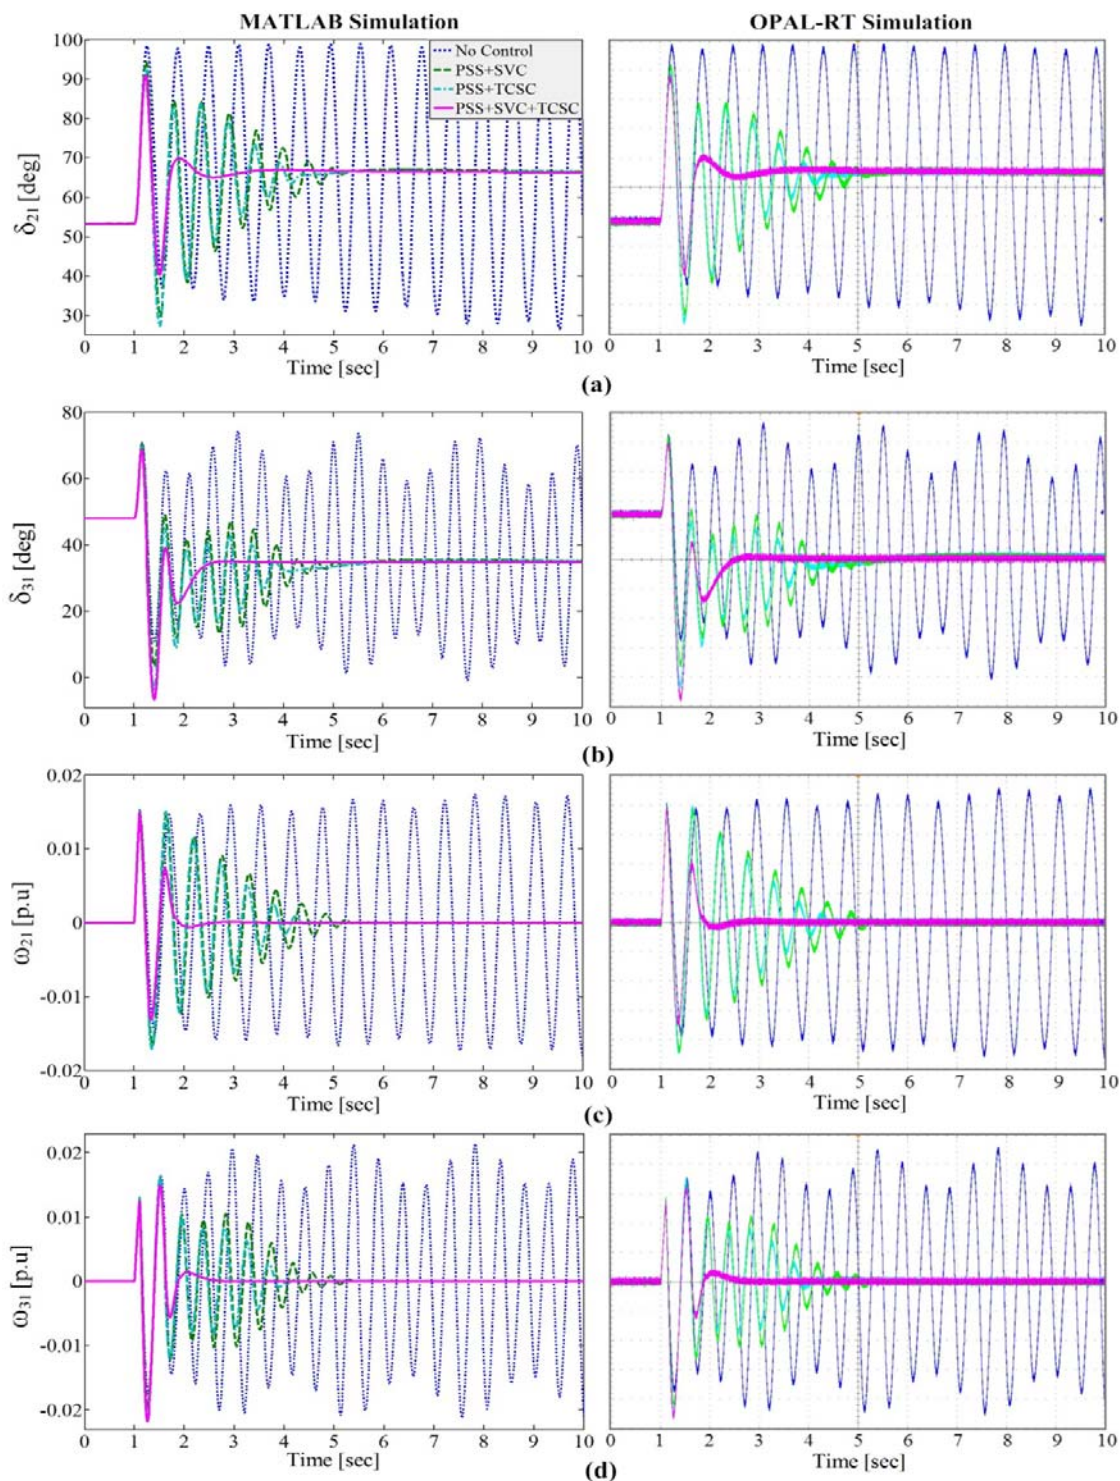 MATLAB Simulation
OPAL-RT Simulation
100
90
80
70
60
50
40
30
δ21 [deg]
No Control
PSS+SVC
PSS+TCSC
PSS+SVC+TCSC
0 1 2 3 4 5 6 7 8 9 10
Time [sec]
0 1 2 3 4 5 6 7 8 9 10
Time [sec]
(a)
80
60
40
20
0
δ31 [deg]
0 1 2 3 4 5 6 7 8 9 10
Time [sec]
0 1 2 3 4 5 6 7 8 9 10
Time [sec]
(b)
0.02
0.01
0
-0.01
-0.02
ω21 [p.u]
0 1 2 3 4 5 6 7 8 9 10
Time [sec]
0 1 2 3 4 5 6 7 8 9 10
Time [sec]
(c)
0.02
0.01
0
-0.01
-0.02
ω31 [p.u]
0 1 2 3 4 5 6 7 8 9 10
Time [sec]
0 1 2 3 4 5 6 7 8 9 10
Time [sec]
(d)